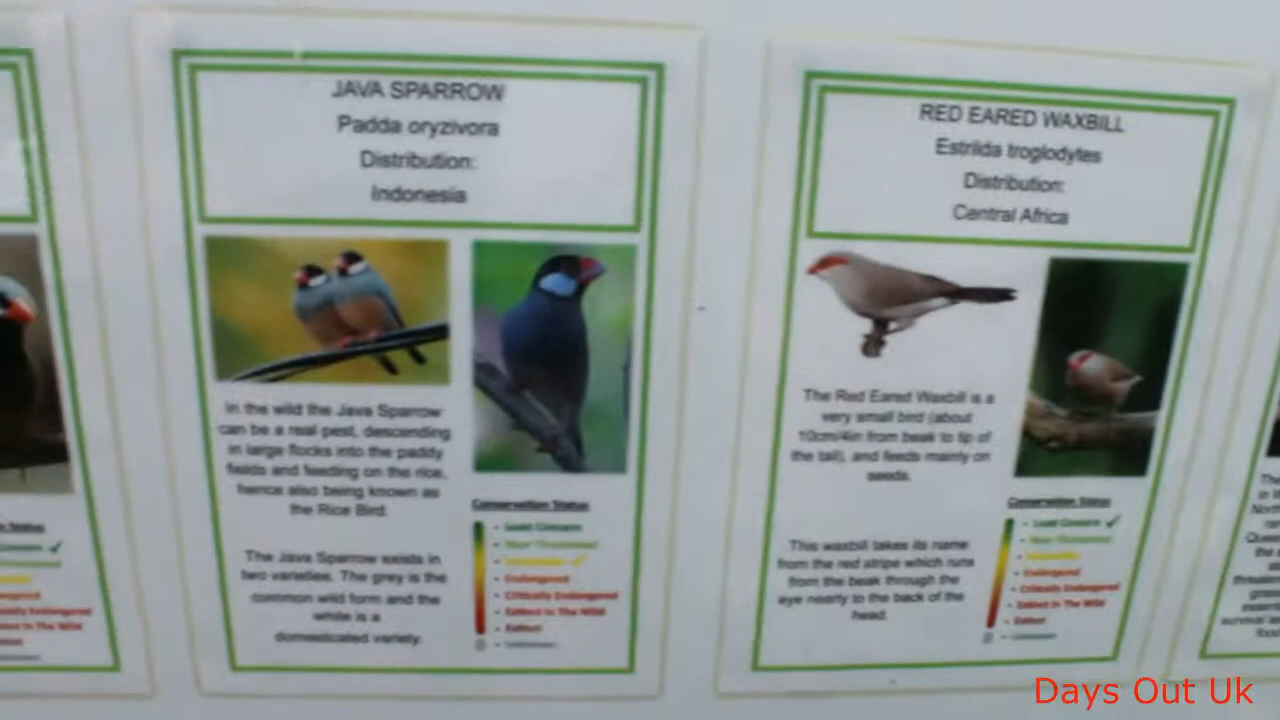 JAVA SPARROW
Padda oryzivora
Distribution:
Indonesia
In the wild the Java Sparrow
can be a real pest, descending
in large flocks into the paddy
fields and feeding on the rice,
hence also being known as
the Rice Bird.
The Java Sparrow exists in
two varieties. The grey is the
common wild form and the
white is a
domesticated variety.
Conservation Status
Least Concern
Near Threatened
Vulnerable
Endangered
Critically Endangered
Extinct In The Wild
Extinct
Unknown
RED EARED WAXBILL
Estrilda troglodytes
Distribution:
Central Africa
The Red Eared Waxbill is a
very small bird (about
10cm/4in from beak to tip of
the tail), and feeds mainly on
seeds.
This waxbill takes its name
from the red stripe which runs
from the beak through the
eye nearly to the back of the
head.
Conservation Status
Least Concern
Near Threatened
Vulnerable
Endangered
Critically Endangered
Extinct In The Wild
Extinct
Unknown
Days Out Uk